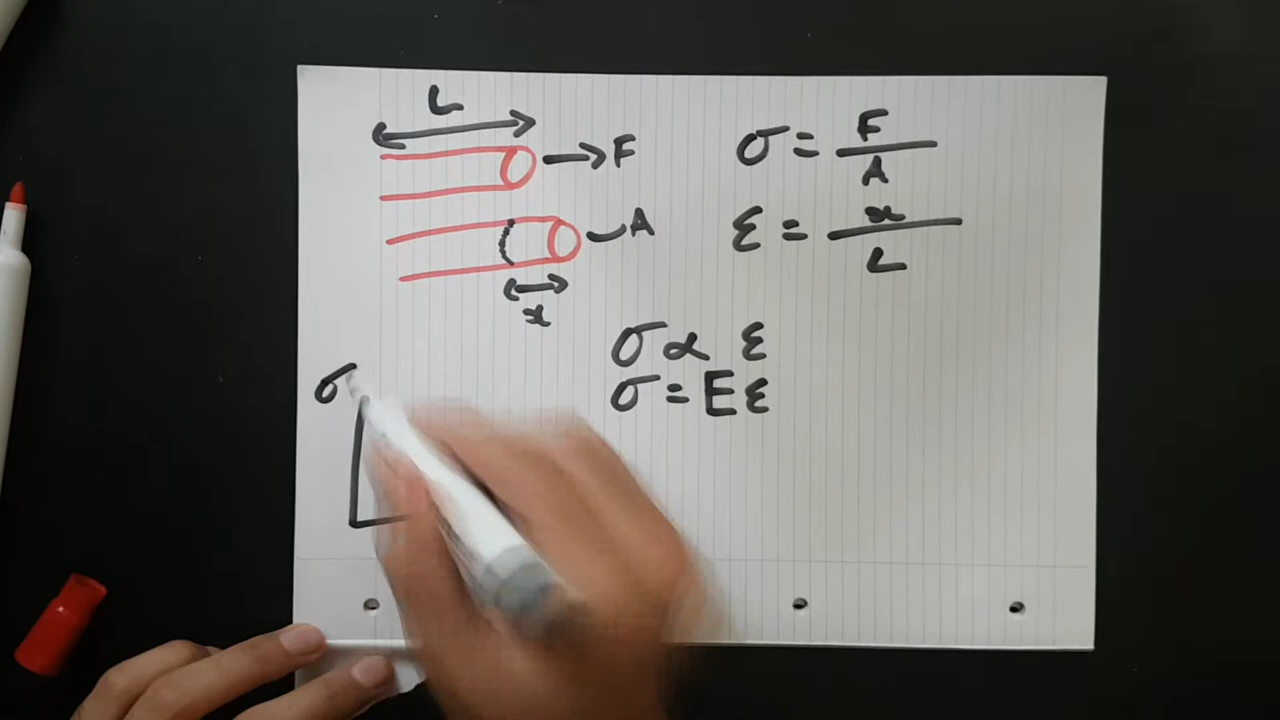 L
F
σ = F/A
A
ε = x/L
x
σ ∝ ε
σ = Eε
σ